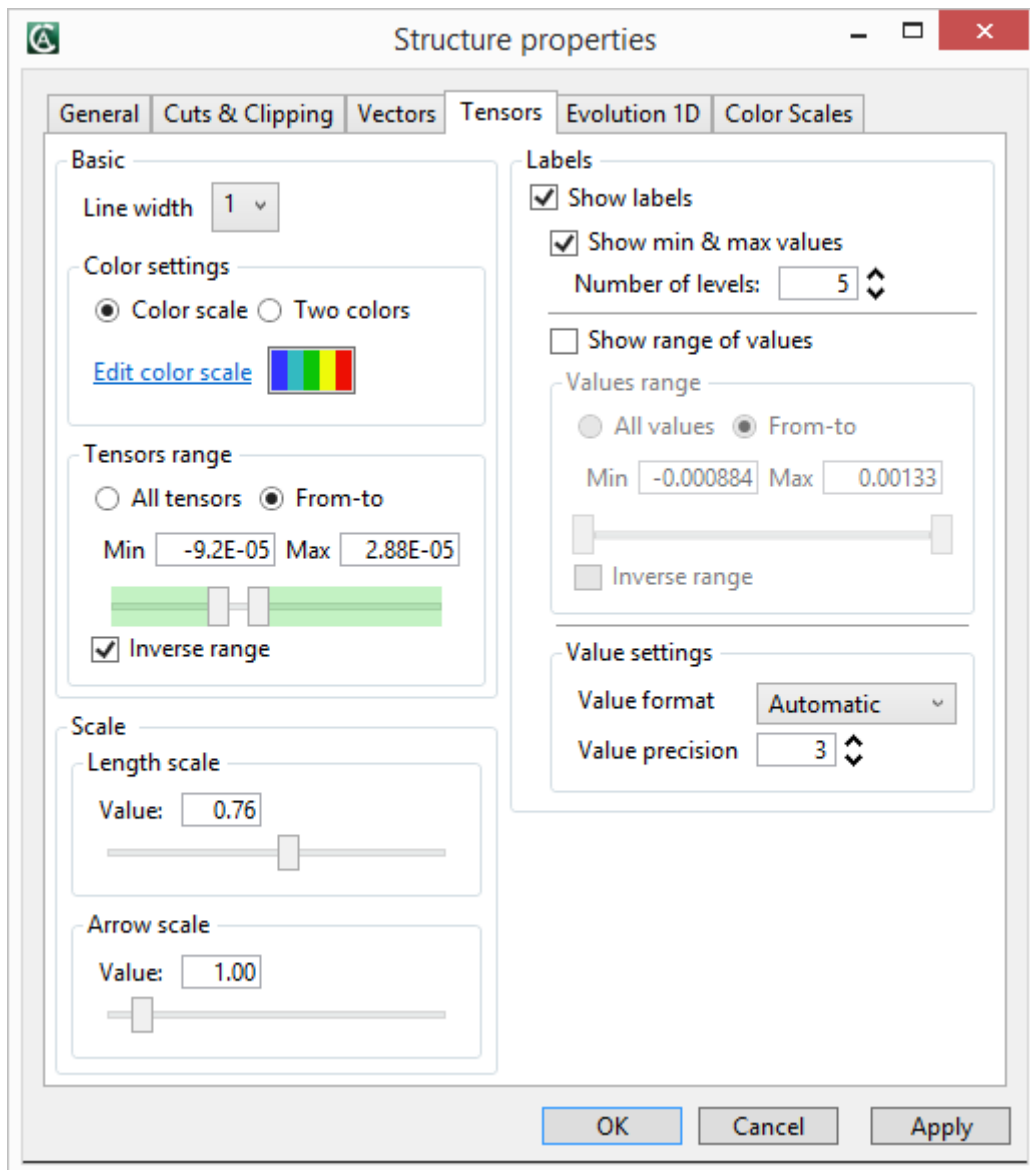 Structure properties
General Cuts & Clipping Vectors Tensors Evolution 1D Color Scales
Basic
Line width 1
Color settings
Color scale Two colors
Edit color scale
Tensors range
All tensors From-to
Min -9.2E-05 Max 2.88E-05
Inverse range
Scale
Length scale
Value: 0.76
Arrow scale
Value: 1.00
Labels
Show labels
Show min & max values
Number of levels: 5
Show range of values
Values range
All values From-to
Min -0.000884 Max 0.00133
Inverse range
Value settings
Value format Automatic
Value precision 3
OK Cancel Apply